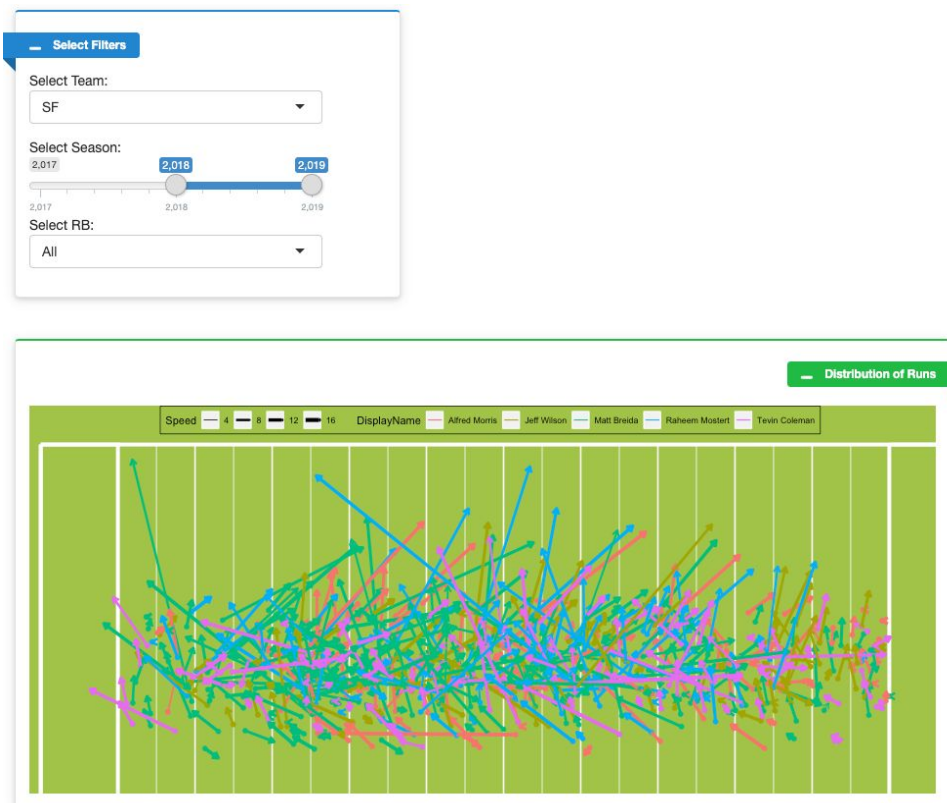 Select Filters
Select Team:
SF
Select Season:
2,017 2,018 2,019
2,017 2,018 2,019
Select RB:
All
Distribution of Runs
Speed 4 8 12 16 DisplayName Alfred Morris Jeff Wilson Matt Breida Raheem Mostert Tevin Coleman